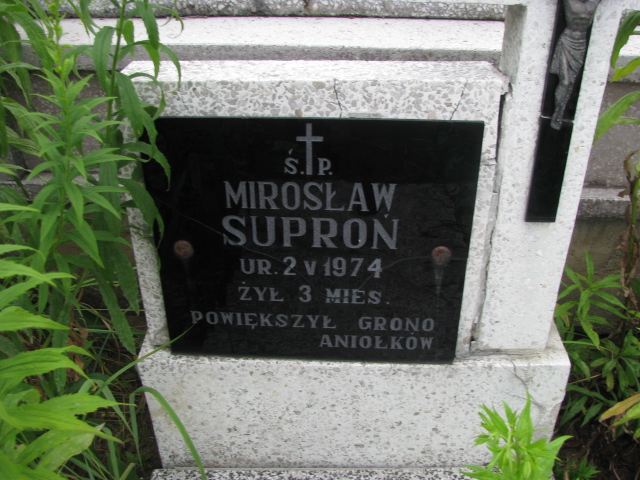 Ś.P.
MIROSŁAW
SUPROŃ
UR. 2 V 1974
ŻYŁ 3 MIES.
POWIĘKSZYŁ GRONO
ANIOŁKÓW